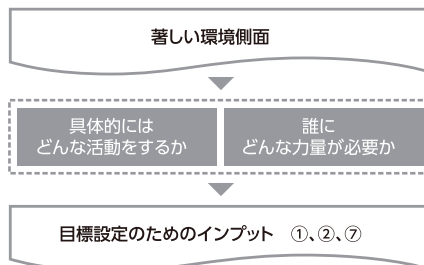 著しい環境側面
具体的には
どんな活動をするか
誰に
どんな力量が必要か
目標設定のためのインプット ①、②、⑦